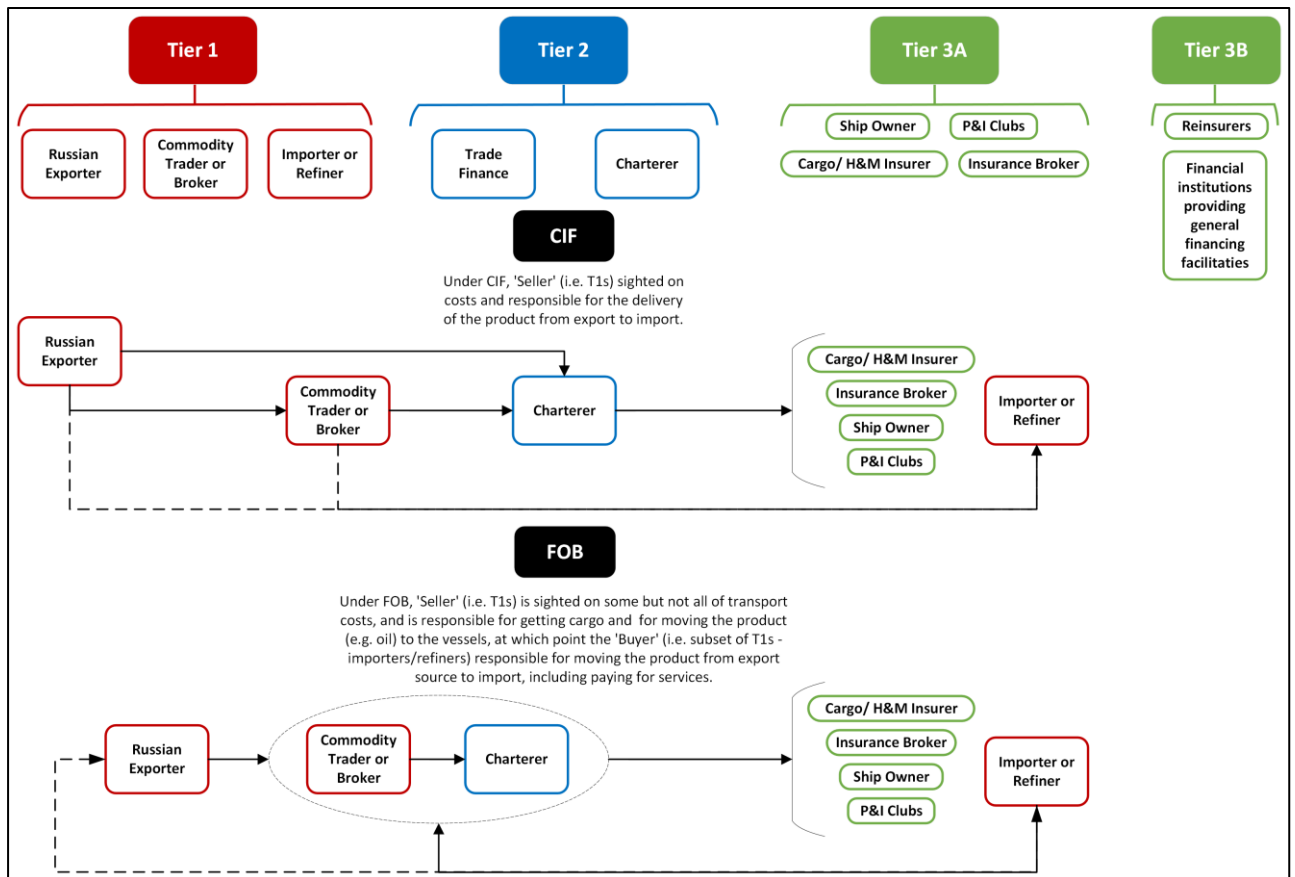 Tier 1
Tier 2
Tier 3A
Tier 3B
Russian
Exporter
Commodity
Trader or
Broker
Importer or
Refiner
Trade
Finance
Charterer
Ship Owner
P&I Clubs
Cargo/ H&M Insurer
Insurance Broker
Reinsurers
Financial
institutions
providing
general
financing
facilitaties
CIF
Under CIF, 'Seller' (i.e. T1s) sighted on
costs and responsible for the delivery
of the product from export to import.
Russian
Exporter
Commodity
Trader or
Broker
Charterer
Cargo/ H&M Insurer
Insurance Broker
Ship Owner
P&I Clubs
Importer or
Refiner
FOB
Under FOB, 'Seller' (i.e. T1s) is sighted on some but not all of transport
costs, and is responsible for getting cargo and  for moving the product
(e.g. oil) to the vessels, at which point the 'Buyer' (i.e. subset of T1s -
importers/refiners) responsible for moving the product from export
source to import, including paying for services.
Russian
Exporter
Commodity
Trader or
Broker
Charterer
Cargo/ H&M Insurer
Insurance Broker
Ship Owner
P&I Clubs
Importer or
Refiner